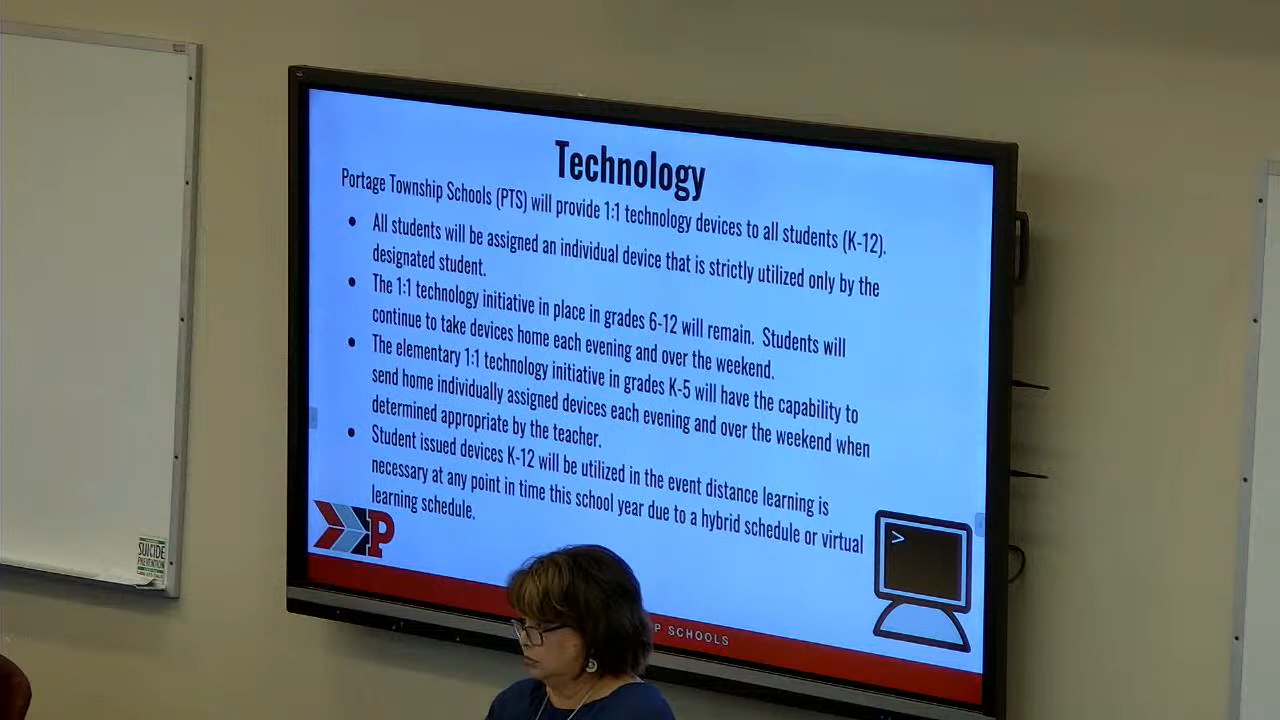 Technology
Portage Township Schools (PTS) will provide 1:1 technology devices to all students (K-12).
• All students will be assigned an individual device that is strictly utilized only by the
designated student.
• The 1:1 technology initiative in place in grades 6-12 will remain. Students will
continue to take devices home each evening and over the weekend.
• The elementary 1:1 technology initiative in grades K-5 will have the capability to
send home individually assigned devices each evening and over the weekend when
determined appropriate by the teacher.
• Student issued devices K-12 will be utilized in the event distance learning is
necessary at any point in time this school year due to a hybrid schedule or virtual
learning schedule.
P
>
P SCHOOLS
SUICIDE
PREVENTION